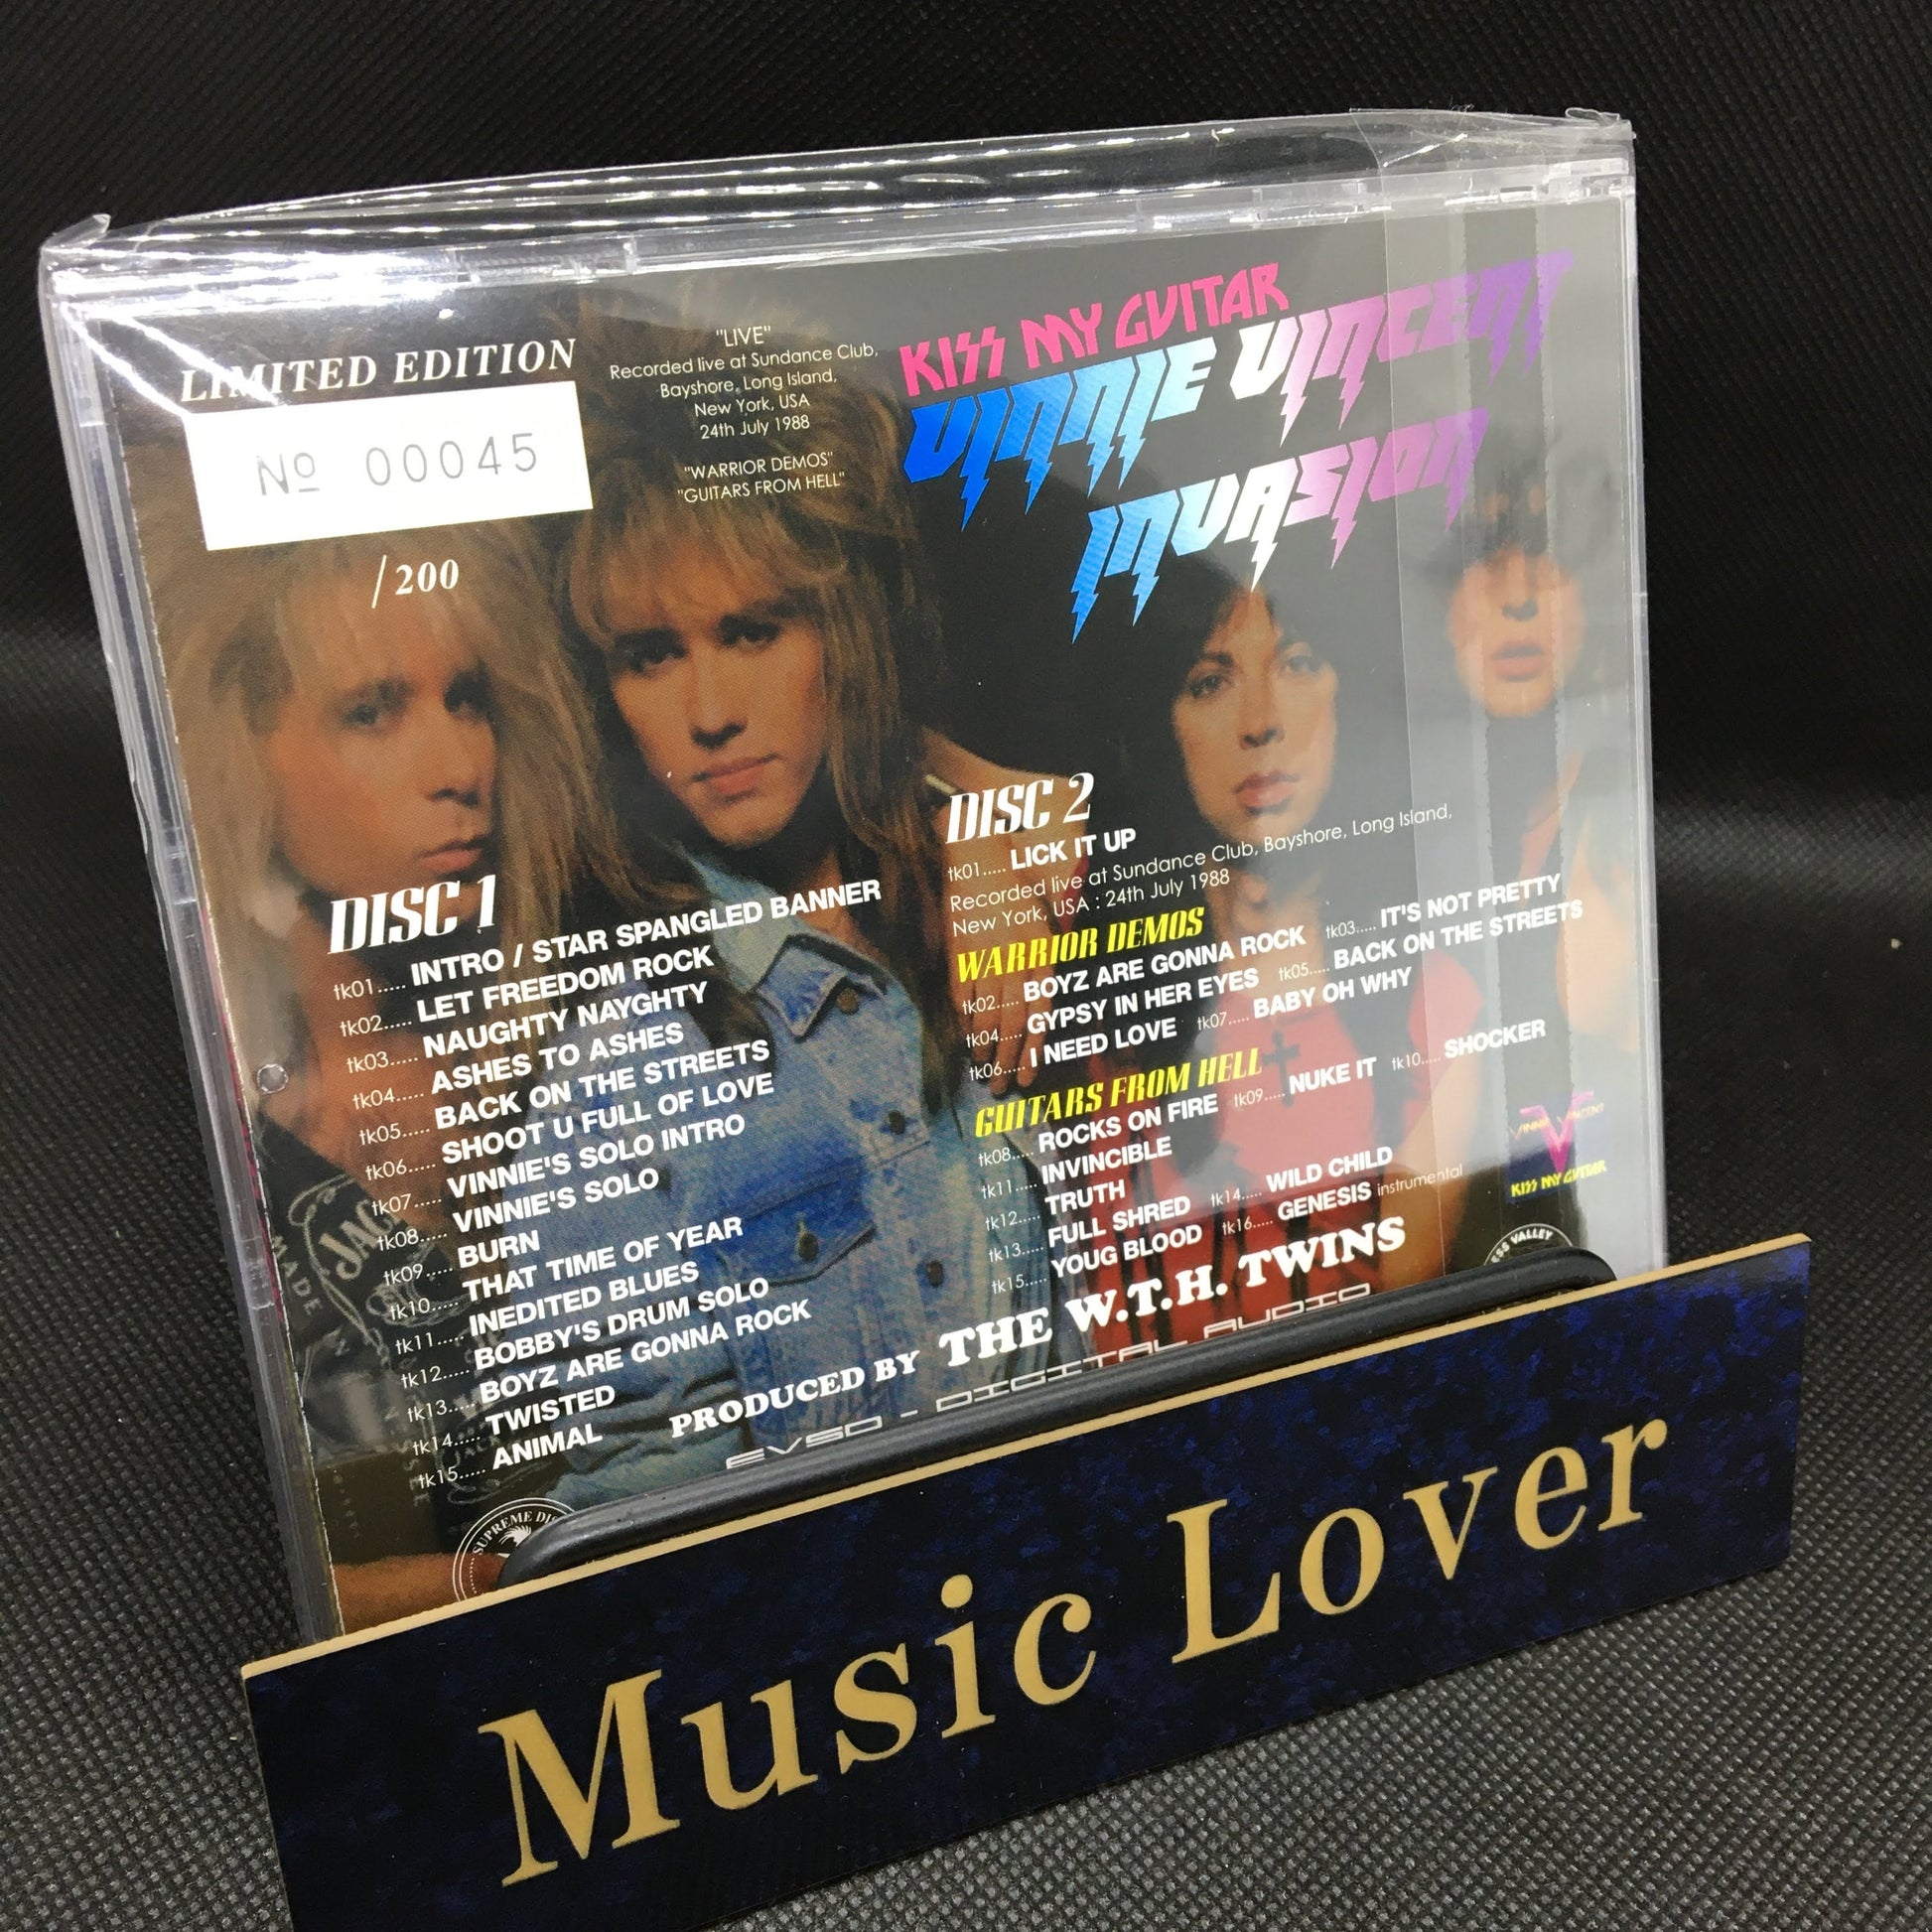 LIMITED EDITION
Nº 00045
/200
"LIVE"
Recorded live at Sundance Club,
Bayshore, Long Island,
New York, USA
24th July 1988
"WARRIOR DEMOS"
"GUITARS FROM HELL"
KISS MY GUITAR
VINNIE VINCENT
INVASION
DISC 1
tk01..... INTRO / STAR SPANGLED BANNER
tk02..... LET FREEDOM ROCK
tk03..... NAUGHTY NAYGHTY
tk04..... ASHES TO ASHES
tk05..... BACK ON THE STREETS
tk06..... SHOOT U FULL OF LOVE
tk07..... VINNIE'S SOLO INTRO
tk08..... VINNIE'S SOLO
tk09..... BURN
tk10..... THAT TIME OF YEAR
tk11..... INEDITED BLUES
tk12..... BOBBY'S DRUM SOLO
tk13..... BOYZ ARE GONNA ROCK
tk14..... TWISTED
tk15..... ANIMAL
DISC 2
tk01..... LICK IT UP
Recorded live at Sundance Club, Bayshore, Long Island,
New York, USA : 24th July 1988
WARRIOR DEMOS
tk02..... BOYZ ARE GONNA ROCK tk03..... IT'S NOT PRETTY
tk04..... GYPSY IN HER EYES tk05..... BACK ON THE STREETS
tk06..... I NEED LOVE tk07..... BABY OH WHY
GUITARS FROM HELL
tk08..... ROCKS ON FIRE tk09..... NUKE IT tk10..... SHOCKER
tk11..... INVINCIBLE
tk12..... TRUTH
tk13..... FULL SHRED tk14..... WILD CHILD
tk15..... YOUG BLOOD tk16..... GENESIS instrumental
VINNIE VINCENT
KISS MY GUITAR
PRODUCED BY THE W.T.H. TWINS
EVSD - DIGITAL AUDIO
SUPREME
VALLEY
JAC
MADE
Music Lover